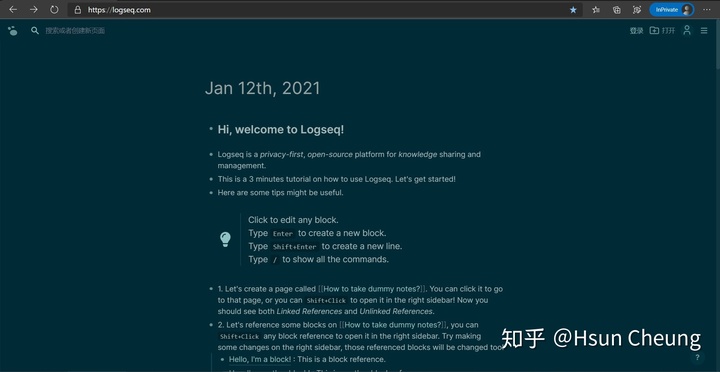 https://logseq.com
InPrivate
搜索或者创建新页面
登录 打开
Jan 12th, 2021
Hi, welcome to Logseq!
Logseq is a privacy-first, open-source platform for knowledge sharing and
management.
This is a 3 minutes tutorial on how to use Logseq. Let's get started!
Here are some tips might be useful.
Click to edit any block.
Type Enter to create a new block.
Type Shift+Enter to create a new line.
Type / to show all the commands.
1. Let's create a page called [[How to take dummy notes?]]. You can click it to go
to that page, or you can Shift+Click to open it in the right sidebar! Now you
should see both Linked References and Unlinked References.
2. Let's reference some blocks on [[How to take dummy notes?]], you can
Shift+Click any block reference to open it in the right sidebar. Try making
some changes on the right sidebar, those referenced blocks will be changed too!
Hello, I'm a block! : This is a block reference.
知乎 @Hsun Cheung
?